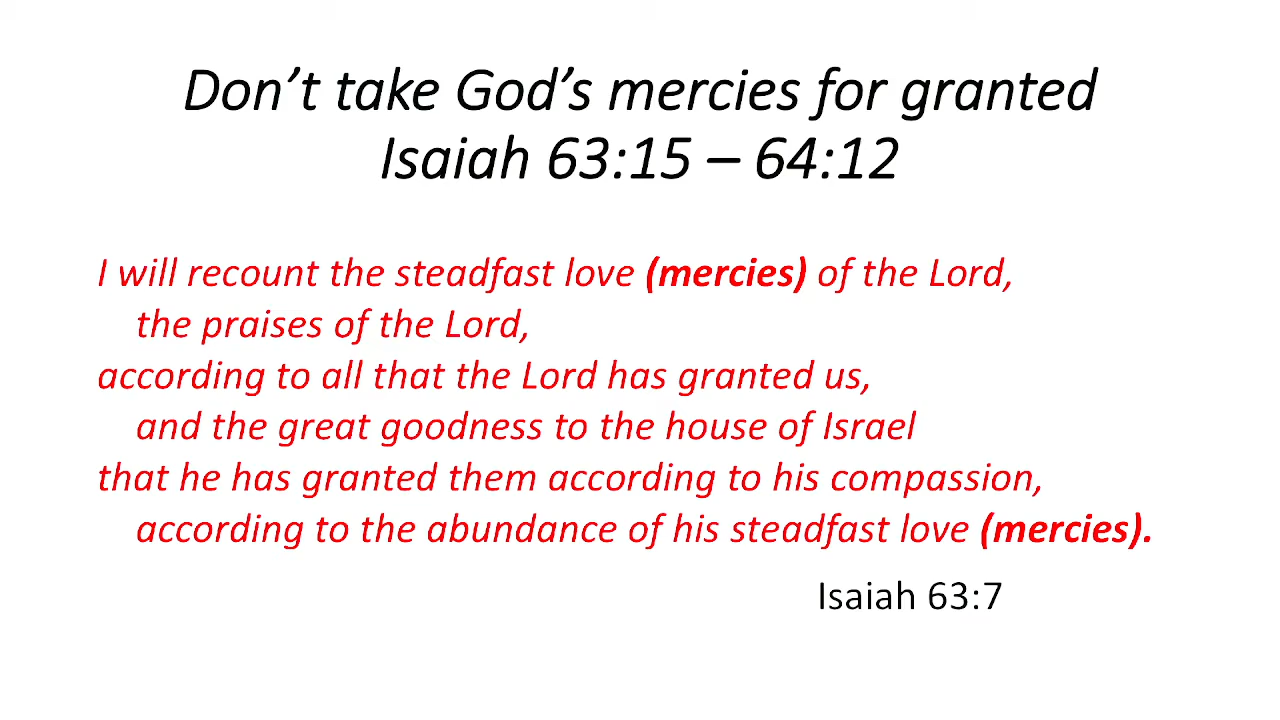 Don’t take God’s mercies for granted
Isaiah 63:15 – 64:12
I will recount the steadfast love (mercies) of the Lord,
the praises of the Lord,
according to all that the Lord has granted us,
and the great goodness to the house of Israel
that he has granted them according to his compassion,
according to the abundance of his steadfast love (mercies).
Isaiah 63:7